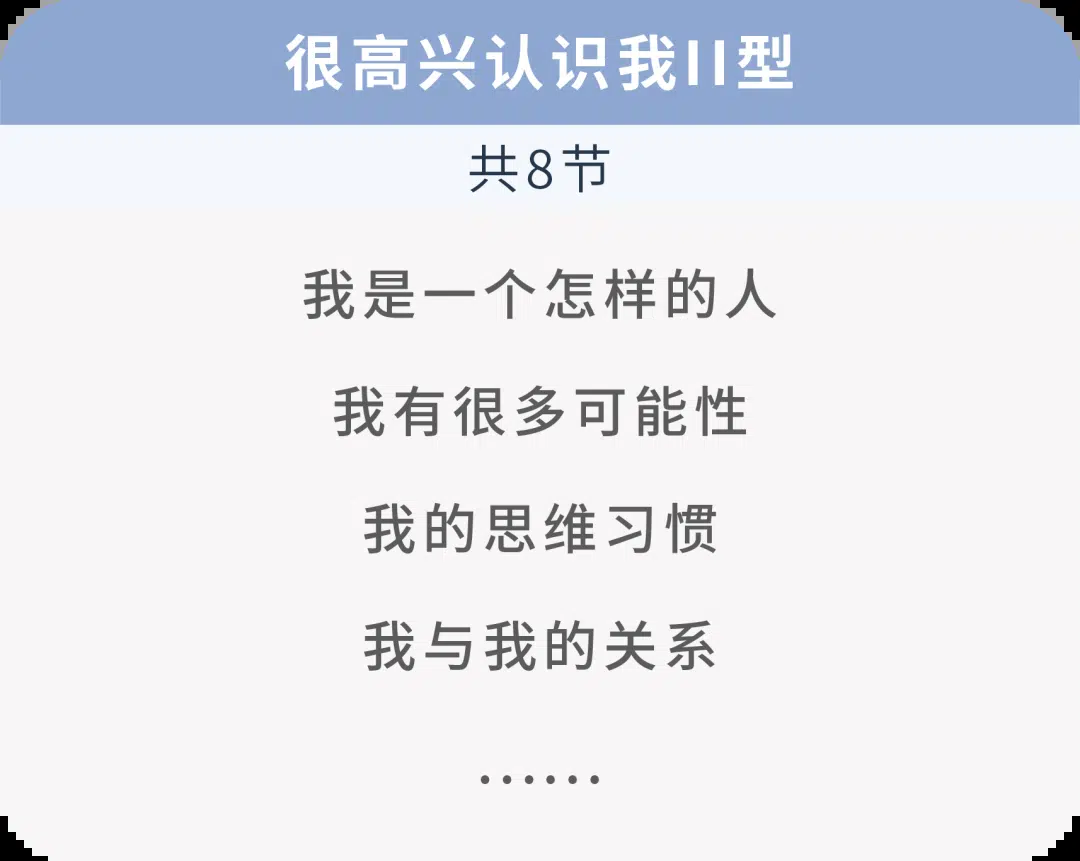 很高兴认识我II型
共8节
我是一个怎样的人
我有很多可能性
我的思维习惯
我与我的关系
······